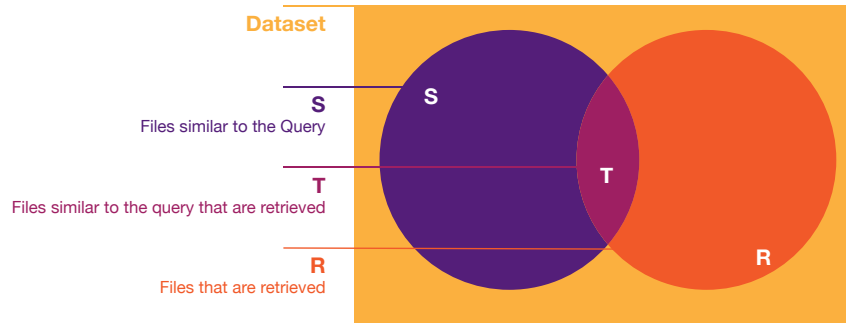 Dataset
S
S
Files similar to the Query
T
T
Files similar to the query that are retrieved
R
R
Files that are retrieved